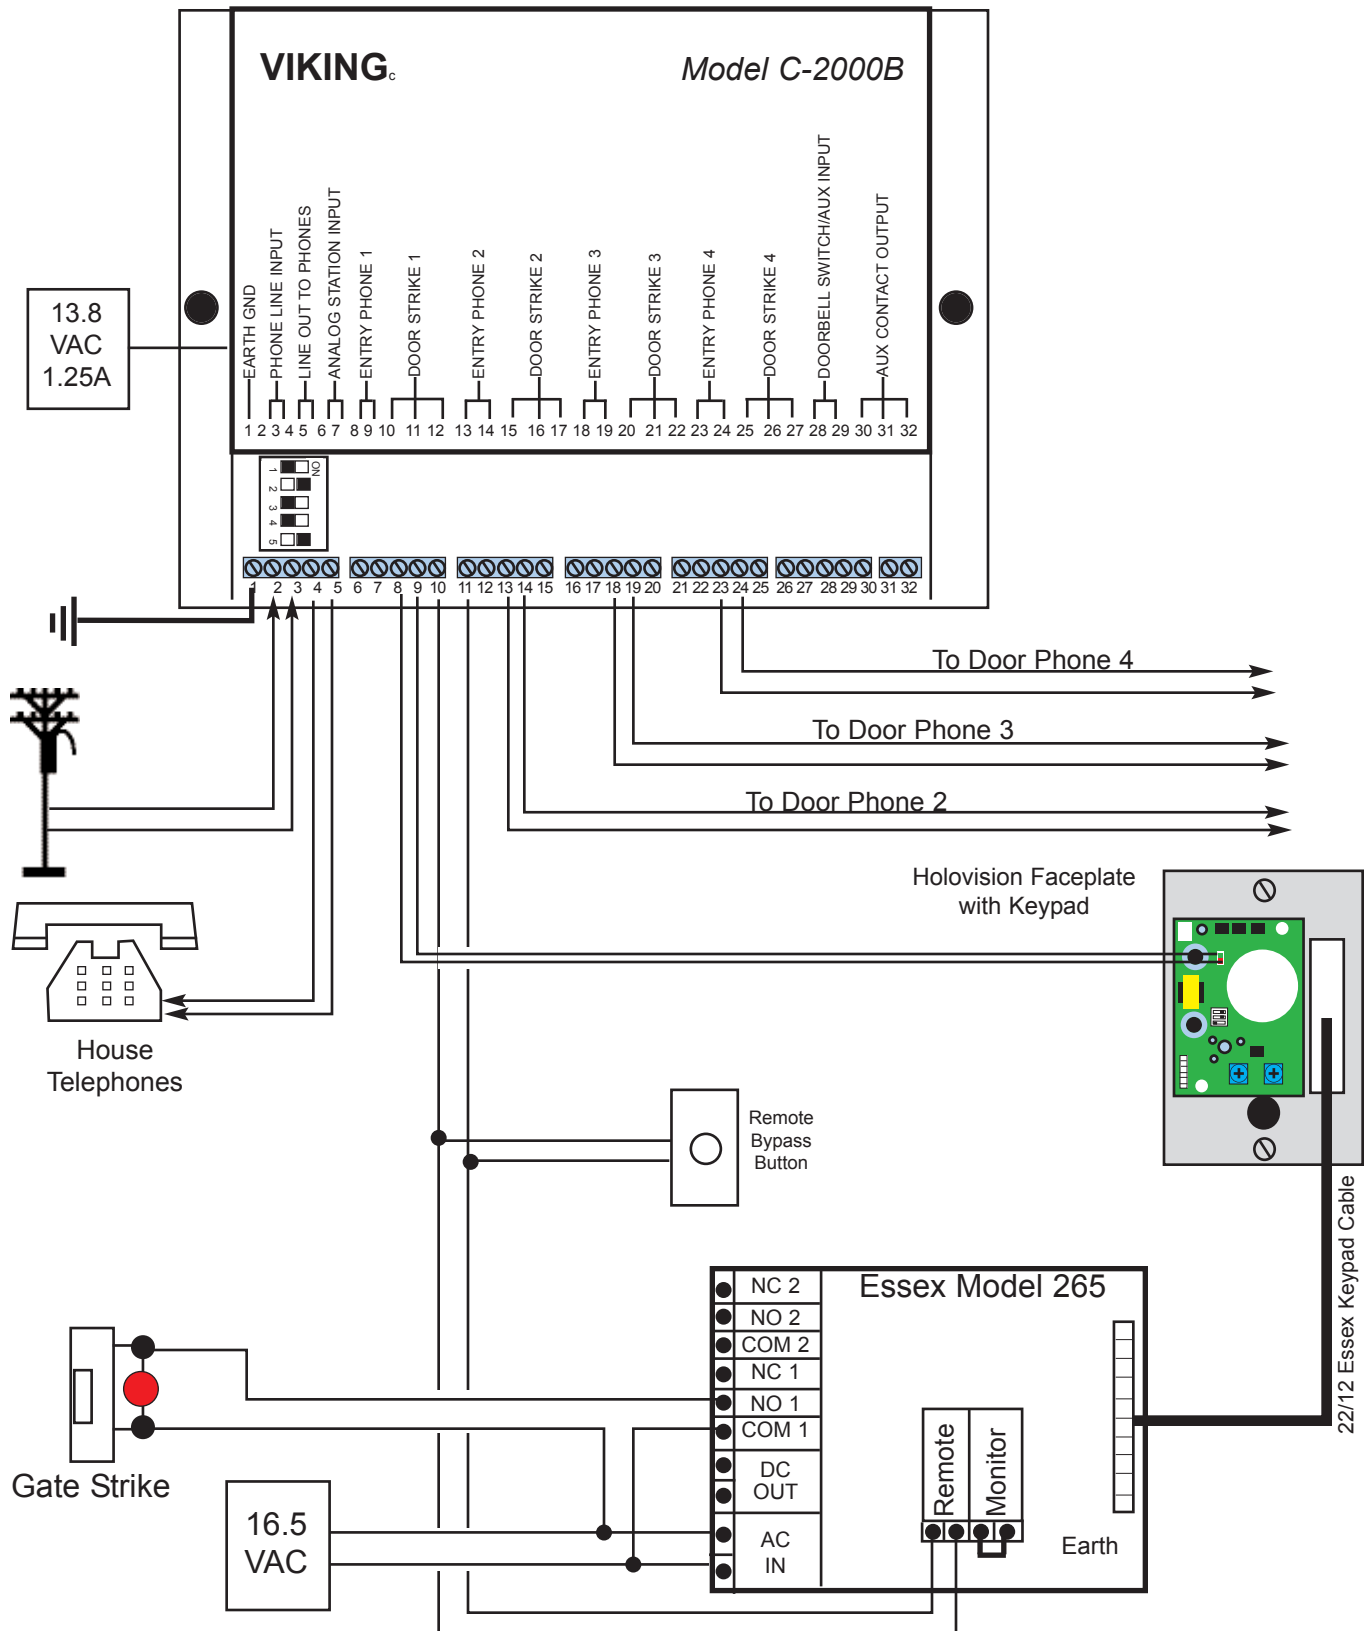 VIKINGc
Model C-2000B
EARTH GND
PHONE LINE INPUT
LINE OUT TO PHONES
ANALOG STATION INPUT
ENTRY PHONE 1
DOOR STRIKE 1
ENTRY PHONE 2
DOOR STRIKE 2
ENTRY PHONE 3
DOOR STRIKE 3
ENTRY PHONE 4
DOOR STRIKE 4
DOORBELL SWITCH/AUX INPUT
AUX CONTACT OUTPUT
1 2 3 4 5 6 7 8 9 10 11 12 13 14 15 16 17 18 19 20 21 22 23 24 25 26 27 28 29 30 31 32
13.8
VAC
1.25A
ON
1
2
3
4
5
1 2 3 4 5 6 7 8 9 10 11 12 13 14 15 16 17 18 19 20 21 22 23 24 25 26 27 28 29 30 31 32
To Door Phone 4
To Door Phone 3
To Door Phone 2
Holovision Faceplate
with Keypad
House
Telephones
Remote
Bypass
Button
22/12 Essex Keypad Cable
Essex Model 265
NC 2
NO 2
COM 2
NC 1
NO 1
COM 1
DC
OUT
AC
IN
Remote
Monitor
Earth
Gate Strike
16.5
VAC